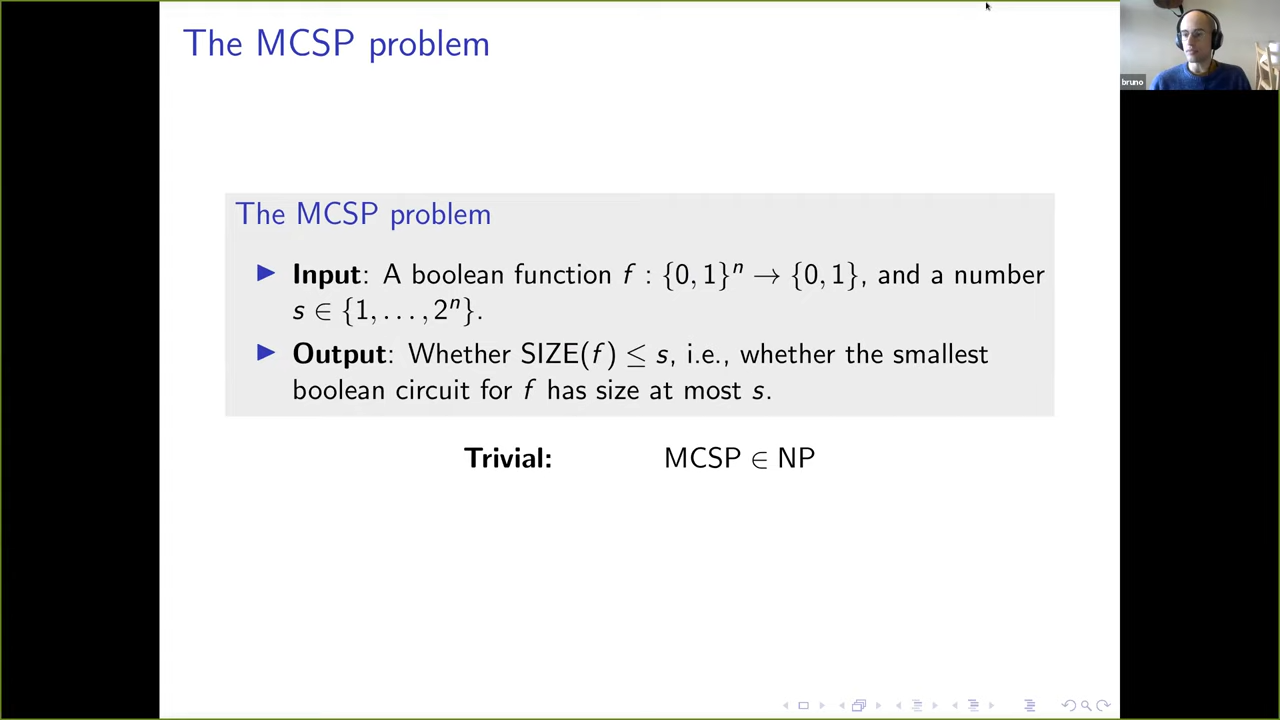 The MCSP problem
bruno
The MCSP problem
▶ Input: A boolean function f : {0, 1}ⁿ → {0, 1}, and a number
s ∈ {1, . . . , 2ⁿ}.
▶ Output: Whether SIZE(f) ≤ s, i.e., whether the smallest
boolean circuit for f has size at most s.
Trivial: MCSP ∈ NP